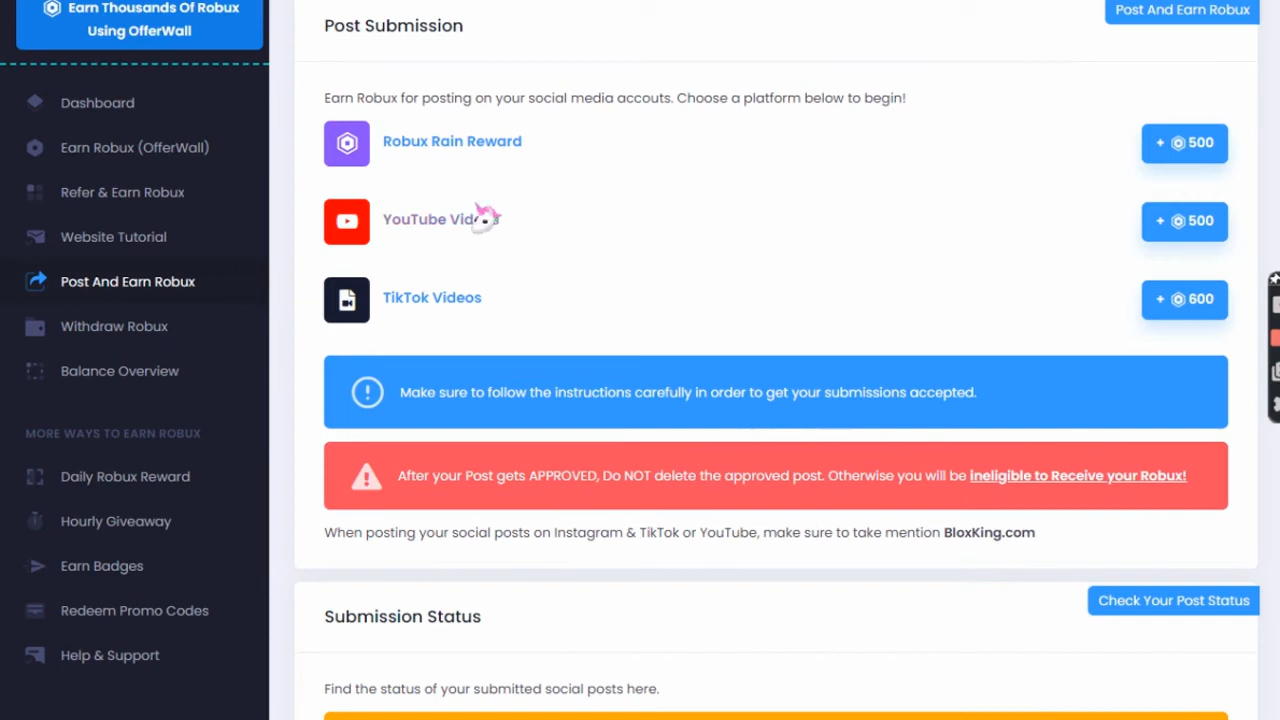 Earn Thousands Of Robux
Using OfferWall
Dashboard
Earn Robux (OfferWall)
Refer & Earn Robux
Website Tutorial
Post And Earn Robux
Withdraw Robux
Balance Overview
MORE WAYS TO EARN ROBUX
Daily Robux Reward
Hourly Giveaway
Earn Badges
Redeem Promo Codes
Help & Support
Post Submission
Post And Earn Robux
Earn Robux for posting on your social media accouts. Choose a platform below to begin!
Robux Rain Reward
+ 500
YouTube Videos
+ 500
TikTok Videos
+ 600
Make sure to follow the instructions carefully in order to get your submissions accepted.
After your Post gets APPROVED, Do NOT delete the approved post. Otherwise you will be ineligible to Receive your Robux!
When posting your social posts on Instagram & TikTok or YouTube, make sure to take mention BloxKing.com
Submission Status
Check Your Post Status
Find the status of your submitted social posts here.